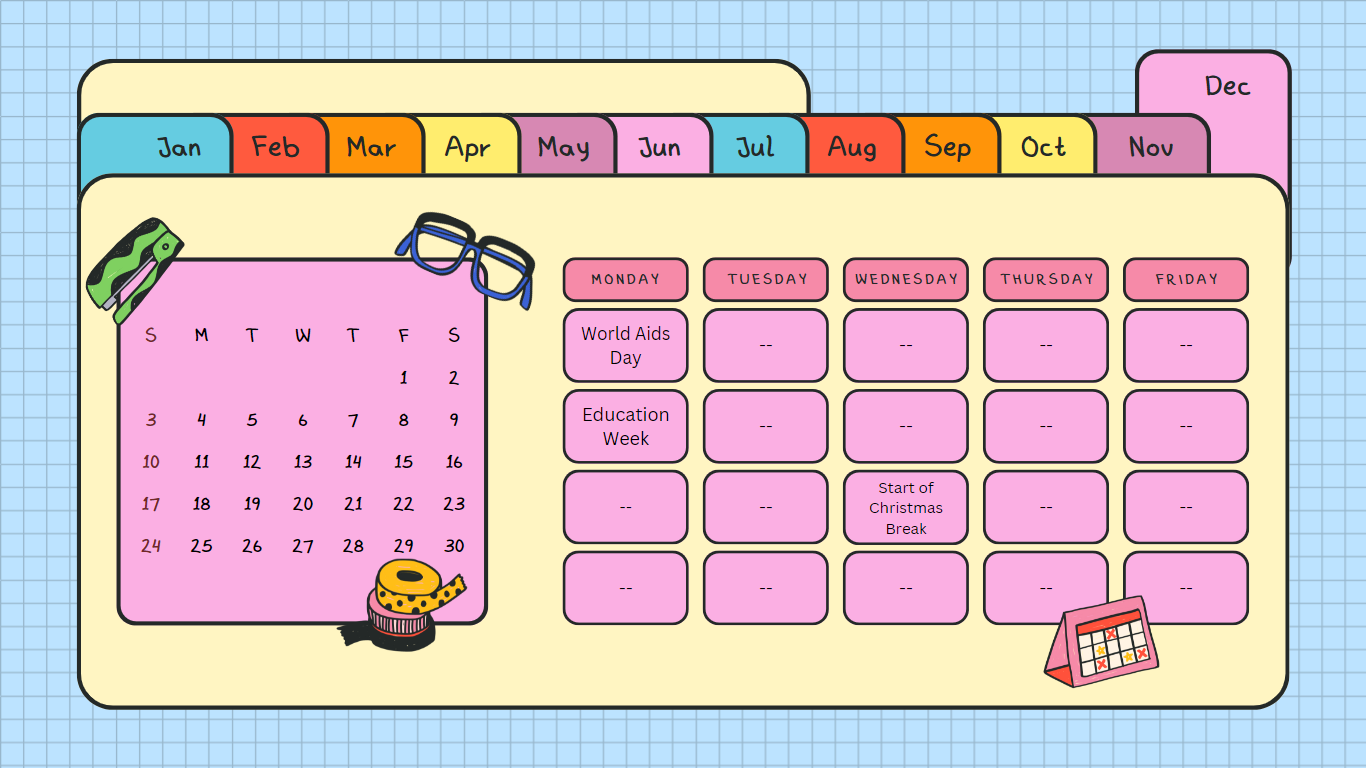 Dec
Jan Feb Mar Apr May Jun Jul Aug Sep Oct Nov
S M T W T F S
1 2
3 4 5 6 7 8 9
10 11 12 13 14 15 16
17 18 19 20 21 22 23
24 25 26 27 28 29 30
MONDAY TUESDAY WEDNESDAY THURSDAY FRIDAY
World Aids
Day
-- -- -- --
Education
Week
-- -- -- --
-- --
Start of
Christmas
Break
-- --
-- -- -- -- --